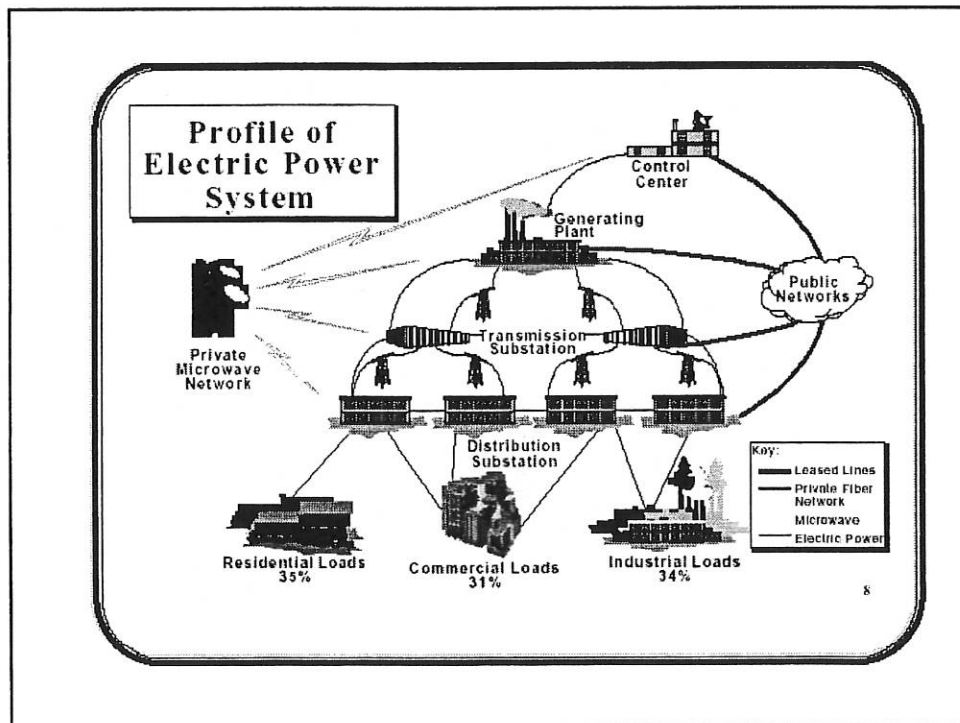 Profile of
Electric Power
System
Control
Center
Generating
Plant
Public
Networks
Transmission
Substation
Private
Microwave
Network
Distribution
Substation
Key:
Leased Lines
Private Fiber
Network
Microwave
Electric Power
Residential Loads
35%
Commercial Loads
31%
Industrial Loads
34%
8